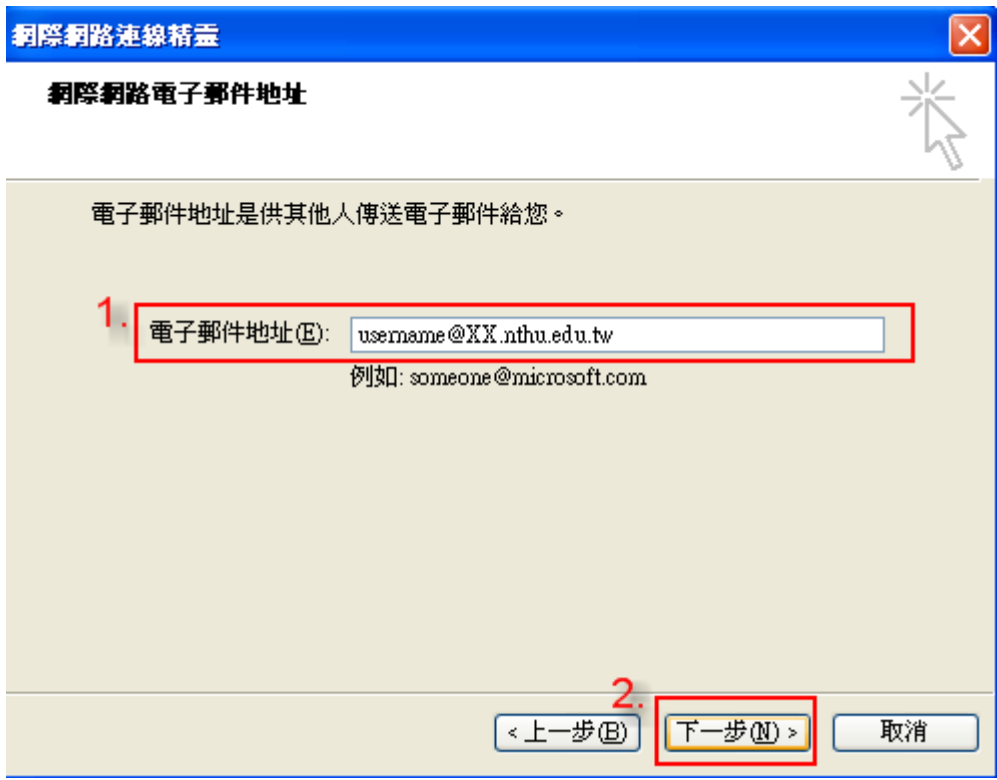 網際網路連線精靈
網際網路電子郵件地址
電子郵件地址是供其他人傳送電子郵件給您。
1. 電子郵件地址(E): username@XX.nthu.edu.tw
例如: someone@microsoft.com
2.
< 上一步(B) 下一步(N) > 取消